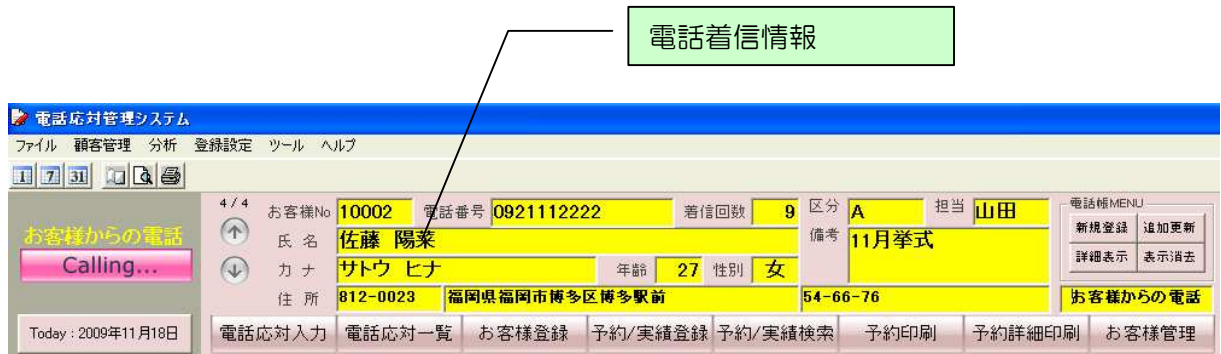 電話着信情報
電話応対管理システム
ファイル 顧客管理 分析 登録設定 ツール ヘルプ
1 7 31
4/4 お客様No 10002 電話番号 0921112222 着信回数 9 区分 A 担当 山田 電話帳MENU
お客様からの電話 氏名 佐藤 陽菜 備考 11月挙式 新規登録 追加更新
Calling... カナ サトウ ヒナ 年齢 27 性別 女 詳細表示 表示消去
住所 812-0023 福岡県福岡市博多区博多駅前 54-66-76 お客様からの電話
Today : 2009年11月18日 電話応対入力 電話応対一覧 お客様登録 予約/実績登録 予約/実績検索 予約印刷 予約詳細印刷 お客様管理